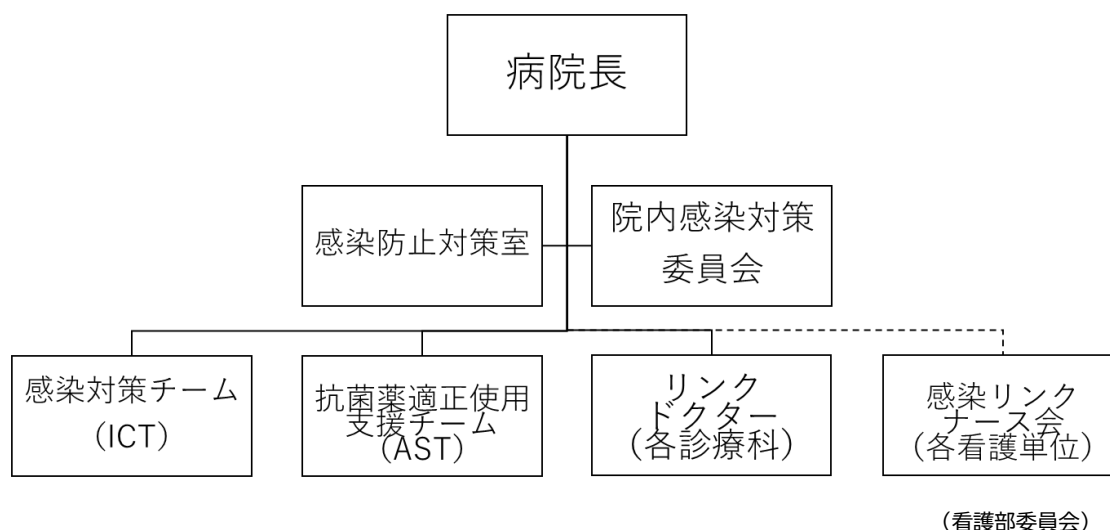 病院長
感染防止対策室
院内感染対策
委員会
感染対策チーム
（ICT）
抗菌薬適正使用
支援チーム
（AST）
リンク
ドクター
（各診療科）
感染リンク
ナース会
（各看護単位）
（看護部委員会）